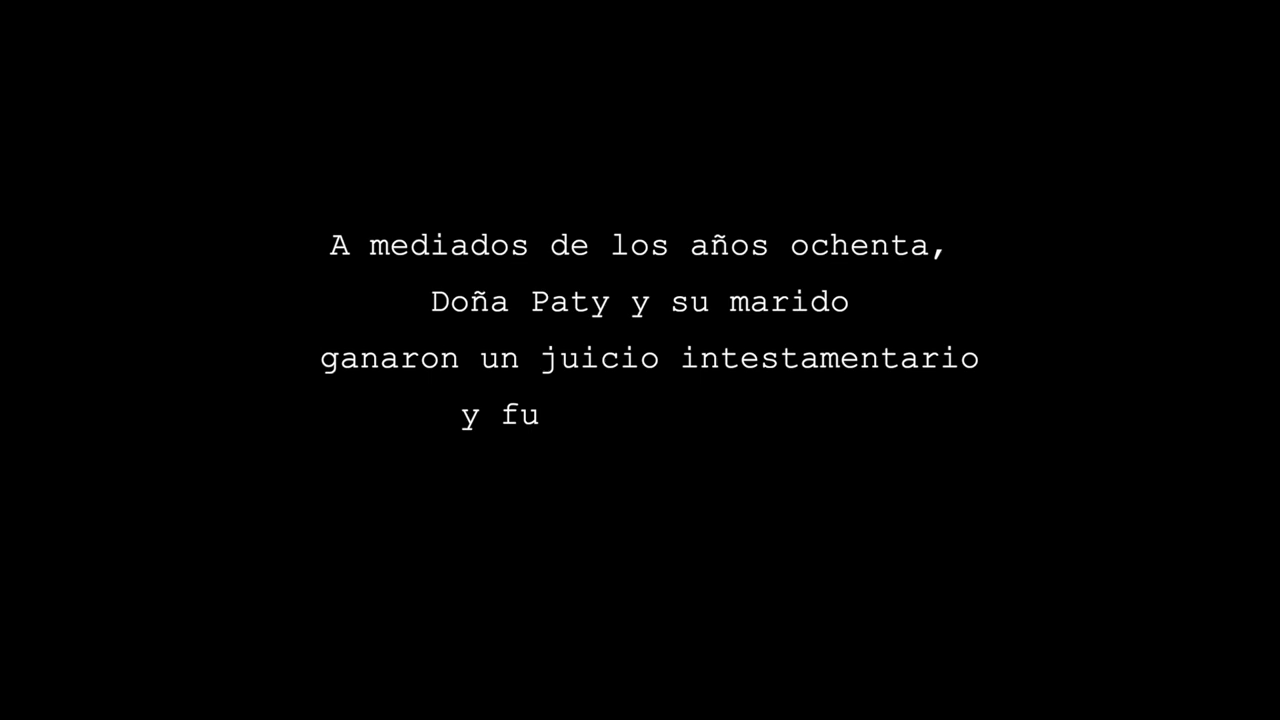 A mediados de los años ochenta,
Doña Paty y su marido
ganaron un juicio intestamentario
y fu